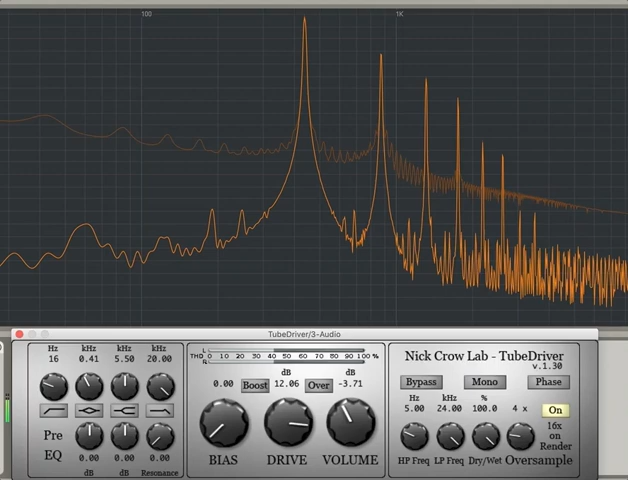 100 1K
TubeDriver/3-Audio
Hz kHz kHz kHz
16 0.41 5.50 20.00
Pre
EQ
0.00 0.00 0.00
dB dB Resonance
L
THD 0 10 20 30 40 50 60 70 80 90 100 %
R
dB dB
0.00 Boost 12.06 Over -3.71
BIAS DRIVE VOLUME
Nick Crow Lab - TubeDriver
v.1.30
Bypass Mono Phase
Hz kHz %
5.00 24.00 100.0 4 x On
16x
on
Render
HP Freq LP Freq Dry/Wet Oversample